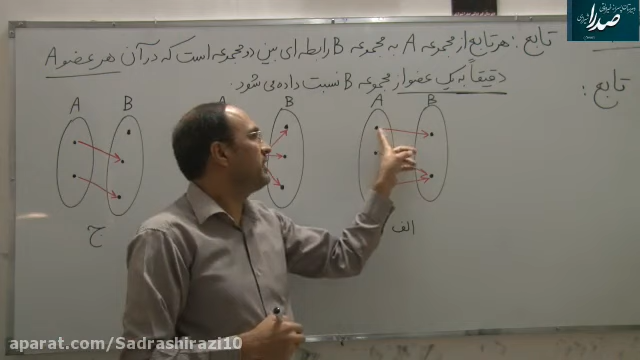 صدرا
تابع : هر تابع از مجموعه A به مجموعه B رابطه ای بین دو مجموعه است که در آن هر عضو A
دقیقاً به یک عضو از مجموعه B نسبت داده می شود.
تابع :
A B
A B
A B
الف
ج
aparat.com/Sadrashirazi10